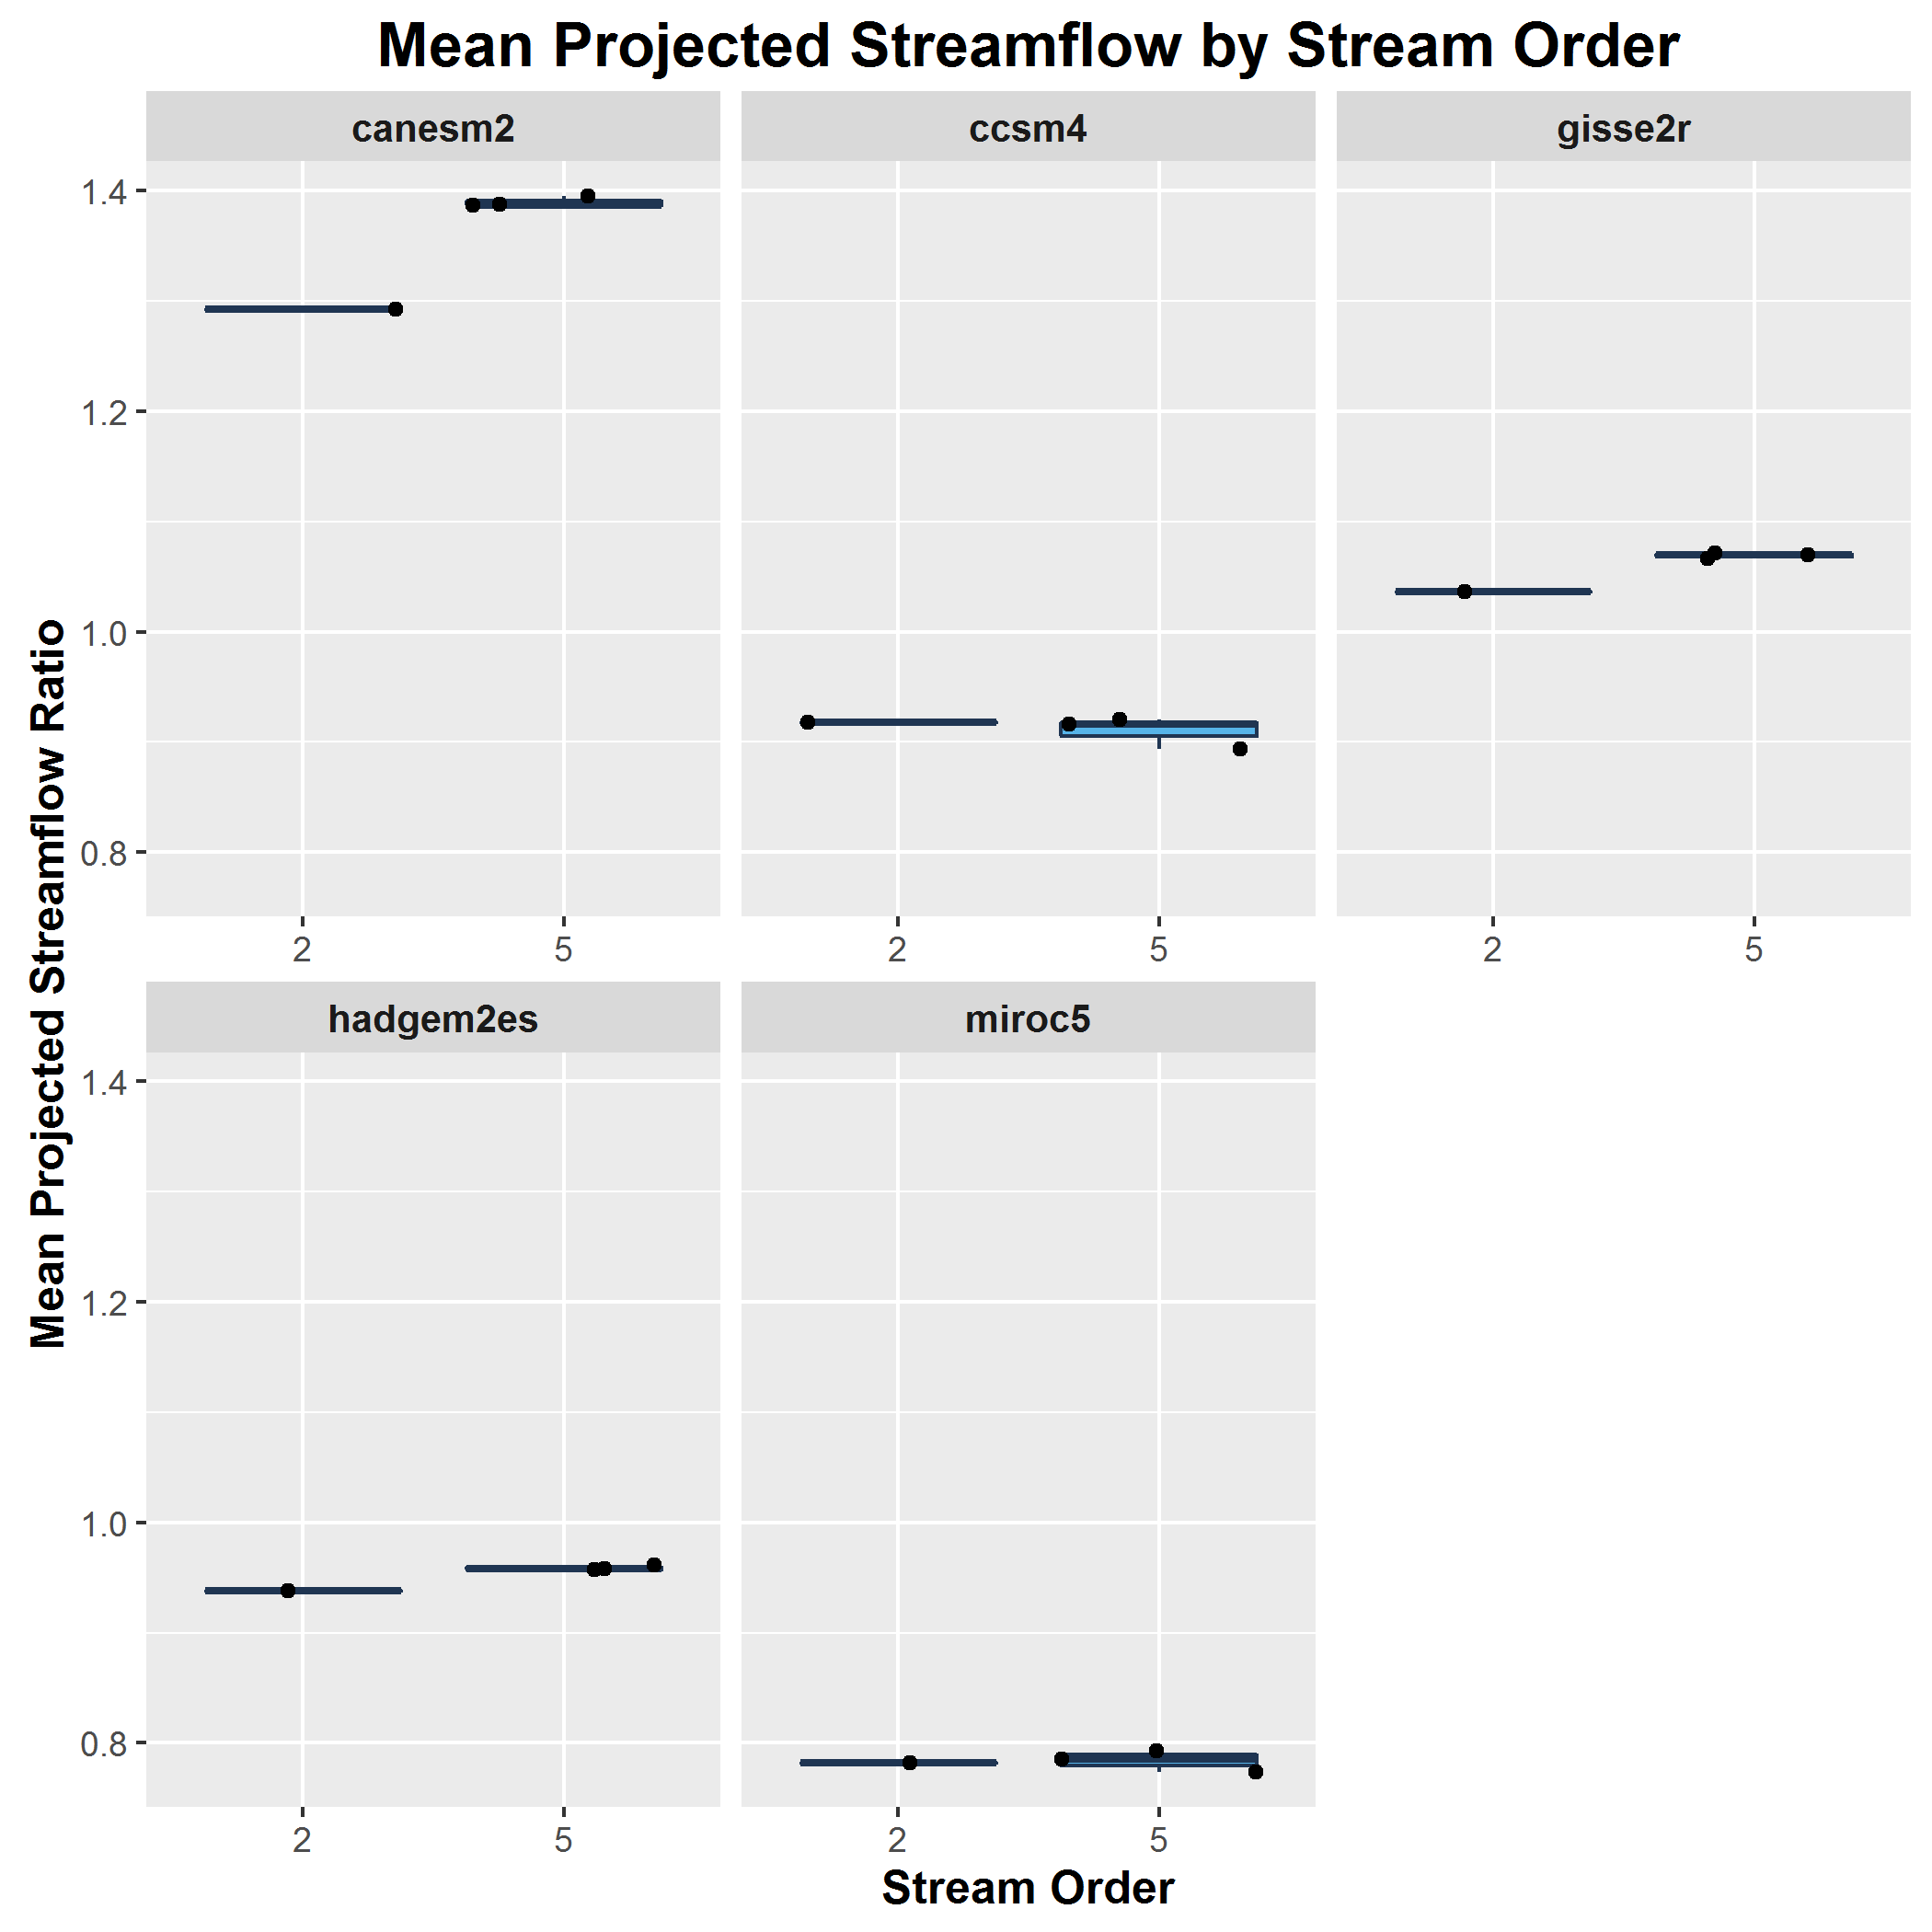 Mean Projected Streamflow by Stream Order
canesm2
ccsm4
gisse2r
1.4
1.2
1.0
0.8
2
5
2
5
2
5
Mean Projected Streamflow Ratio
hadgem2es
miroc5
1.4
1.2
1.0
0.8
2
5
2
5
Stream Order